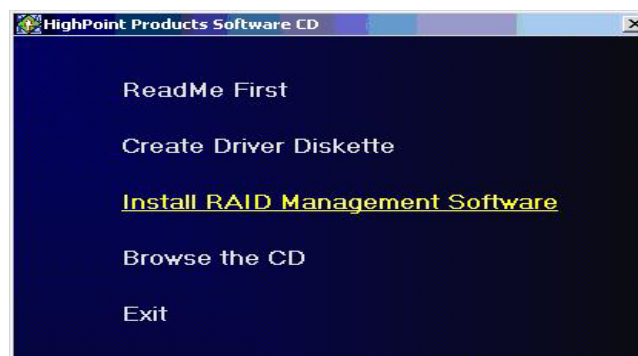 HighPoint Products Software CD
ReadMe First
Create Driver Diskette
Install RAID Management Software
Browse the CD
Exit